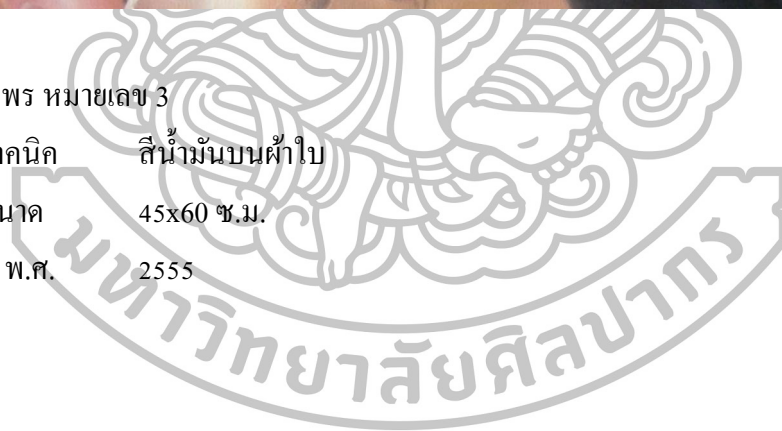 พร หมายเลข 3
คนิค สีน้ำมันบนผ้าใบ
นาด 45x60 ซ.ม.
พ.ศ. 2555
มหาวิทยาลัยศิลปากร